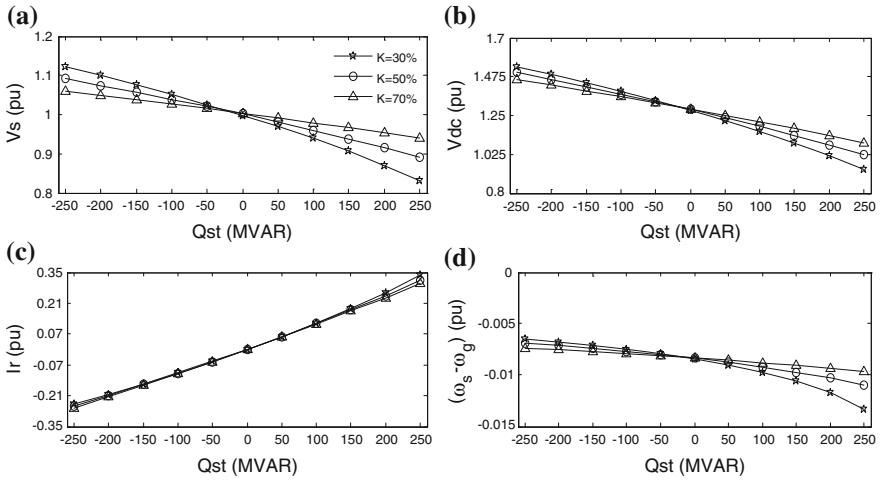 (a)
1.2
1.1
1
0.9
0.8
Vs (pu)
K=30%
K=50%
K=70%
-250 -200 -150 -100 -50 0 50 100 150 200 250
Qst (MVAR)
(b)
1.7
1.475
1.25
1.025
0.8
Vdc (pu)
-250 -200 -150 -100 -50 0 50 100 150 200 250
Qst (MVAR)
(c)
0.35
0.21
0.07
-0.07
-0.21
-0.35
Ir (pu)
-250 -200 -150 -100 -50 0 50 100 150 200 250
Qst (MVAR)
(d)
0
-0.005
-0.01
-0.015
(ωs-ωg) (pu)
-250 -200 -150 -100 -50 0 50 100 150 200 250
Qst (MVAR)